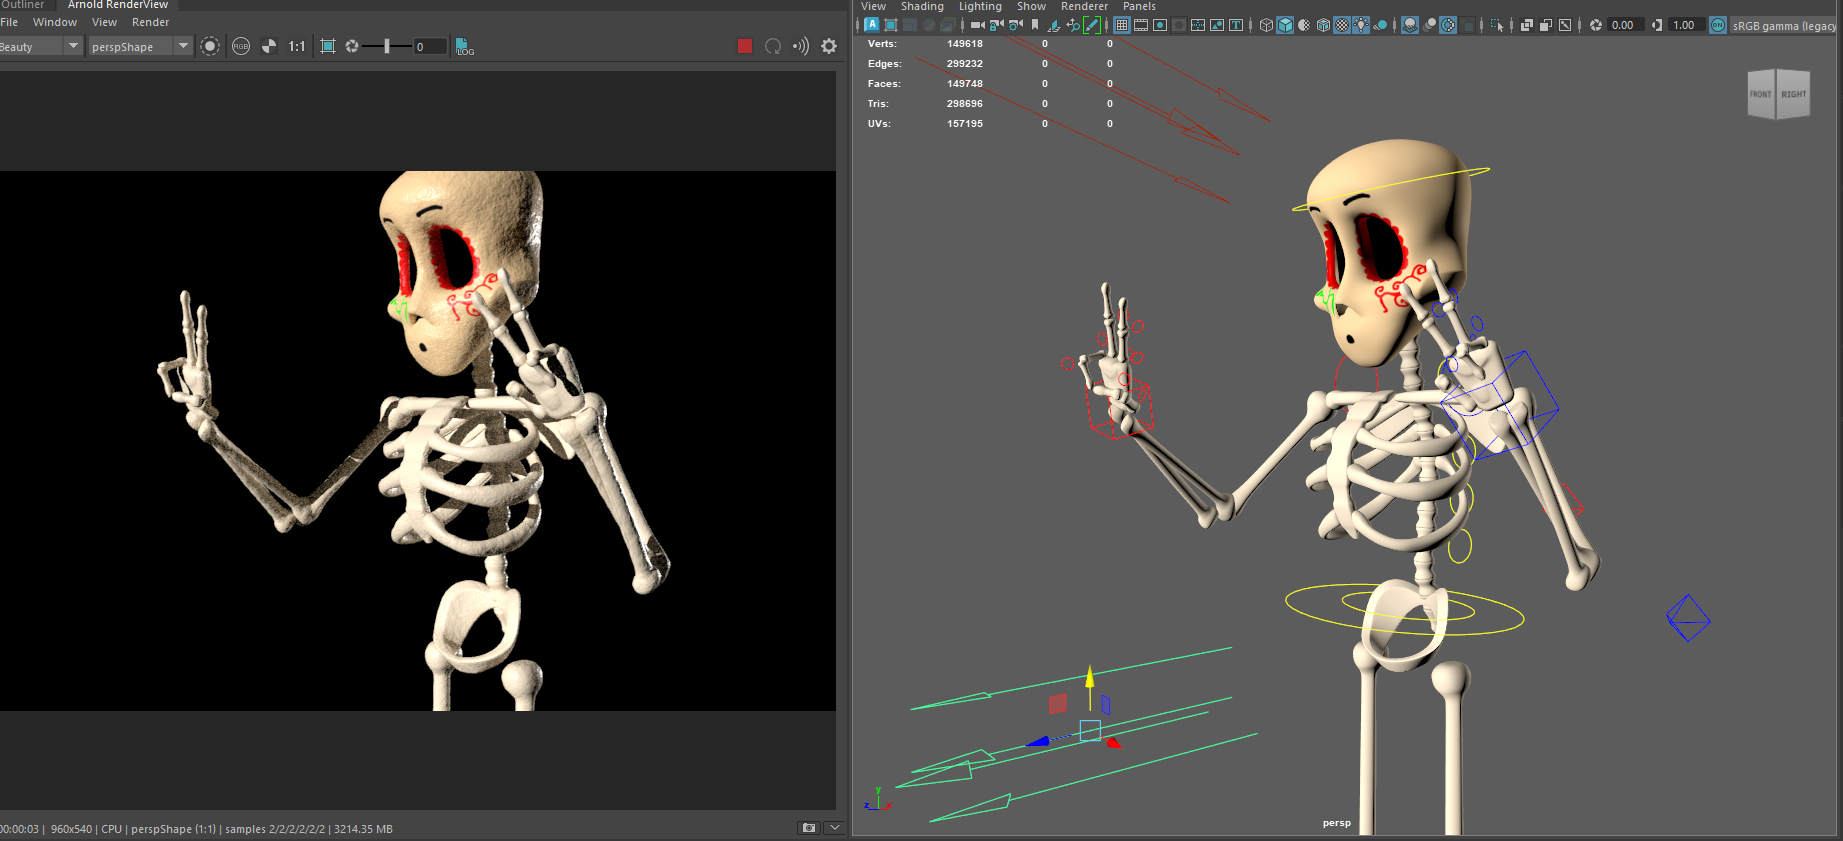 Outliner
Arnold RenderView
File Window View Render
Beauty perspShape RGB 1:1 0 LOG
00:00:03 | 960x540 | CPU | perspShape (1:1) | samples 2/2/2/2/2/2 | 3214.35 MB
View Shading Lighting Show Renderer Panels
A T 0.00 1.00 ON sRGB gamma (legacy
Verts: 149618 0 0
Edges: 299232 0 0
Faces: 149748 0 0
Tris: 298696 0 0
UVs: 157195 0 0
FRONT RIGHT
y
z x
persp